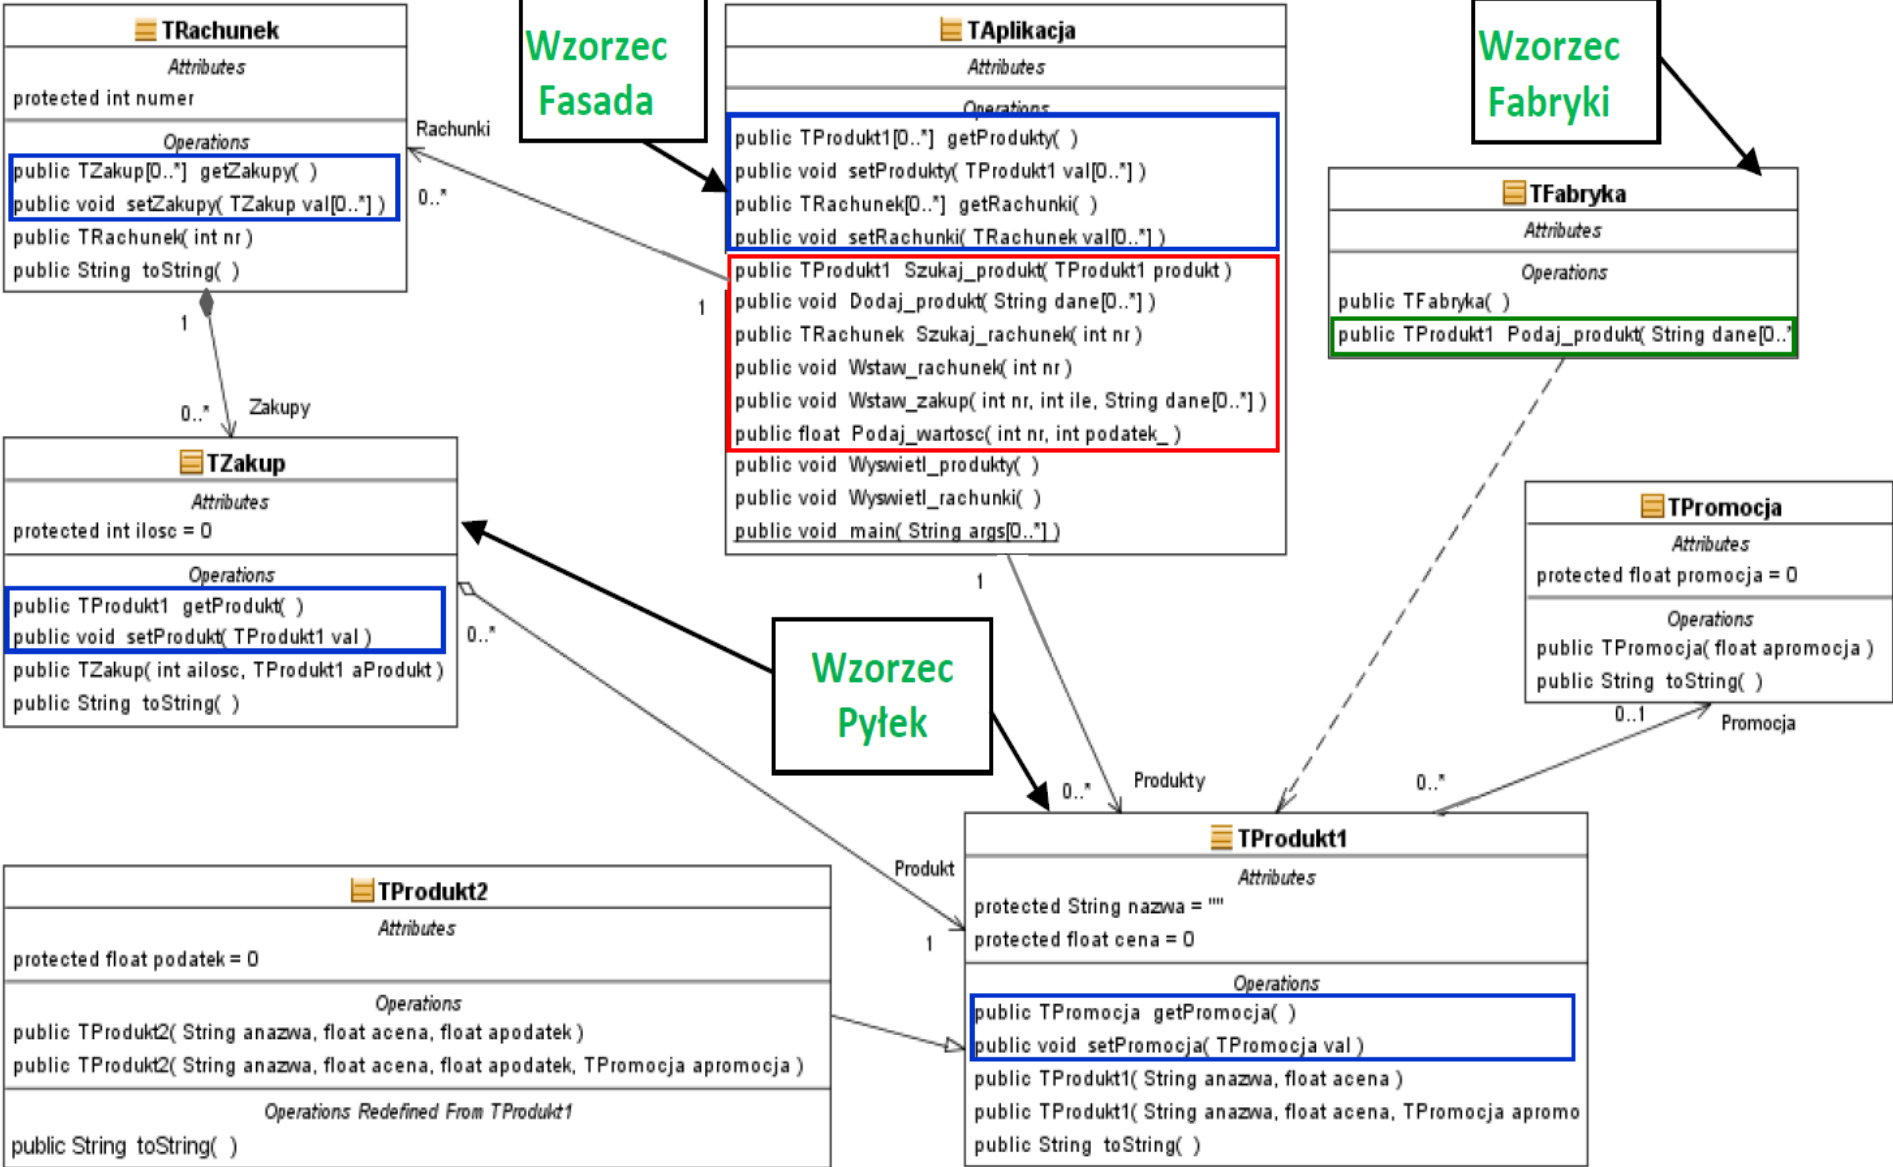 TRachunek
Attributes
protected int numer
Operations
public TZakup[0..*] getZakupy( )
public void setZakupy( TZakup val[0..*] )
public TRachunek( int nr )
public String toString( )
Wzorzec
Fasada
Rachunki
0..*
1
TAplikacja
Attributes
Operations
public TProdukt1[0..*] getProdukty( )
public void setProdukty( TProdukt1 val[0..*] )
public TRachunek[0..*] getRachunki( )
public void setRachunki( TRachunek val[0..*] )
public TProdukt1 Szukaj_produkt( TProdukt1 produkt )
public void Dodaj_produkt( String dane[0..*] )
public TRachunek Szukaj_rachunek( int nr )
public void Wstaw_rachunek( int nr )
public void Wstaw_zakup( int nr, int ile, String dane[0..*] )
public float Podaj_wartosc( int nr, int podatek_ )
public void Wyswietl_produkty( )
public void Wyswietl_rachunki( )
public void main( String args[0..*] )
Wzorzec
Fabryki
TFabryka
Attributes
Operations
public TFabryka( )
public TProdukt1 Podaj_produkt( String dane[0..*
1
0..*
Zakupy
TZakup
Attributes
protected int ilosc = 0
Operations
public TProdukt1 getProdukt( )
public void setProdukt( TProdukt1 val )
public TZakup( int ailosc, TProdukt1 aProdukt )
public String toString( )
0..*
1
Wzorzec
Pyłek
TPromocja
Attributes
protected float promocja = 0
Operations
public TPromocja( float apromocja )
public String toString( )
0..1
Promocja
0..*
0..*
Produkty
Produkt
1
TProdukt2
Attributes
protected float podatek = 0
Operations
public TProdukt2( String anazwa, float acena, float apodatek )
public TProdukt2( String anazwa, float acena, float apodatek, TPromocja apromocja )
Operations Redefined From TProdukt1
public String toString( )
TProdukt1
Attributes
protected String nazwa = ""
protected float cena = 0
Operations
public TPromocja getPromocja( )
public void setPromocja( TPromocja val )
public TProdukt1( String anazwa, float acena )
public TProdukt1( String anazwa, float acena, TPromocja apromo
public String toString( )